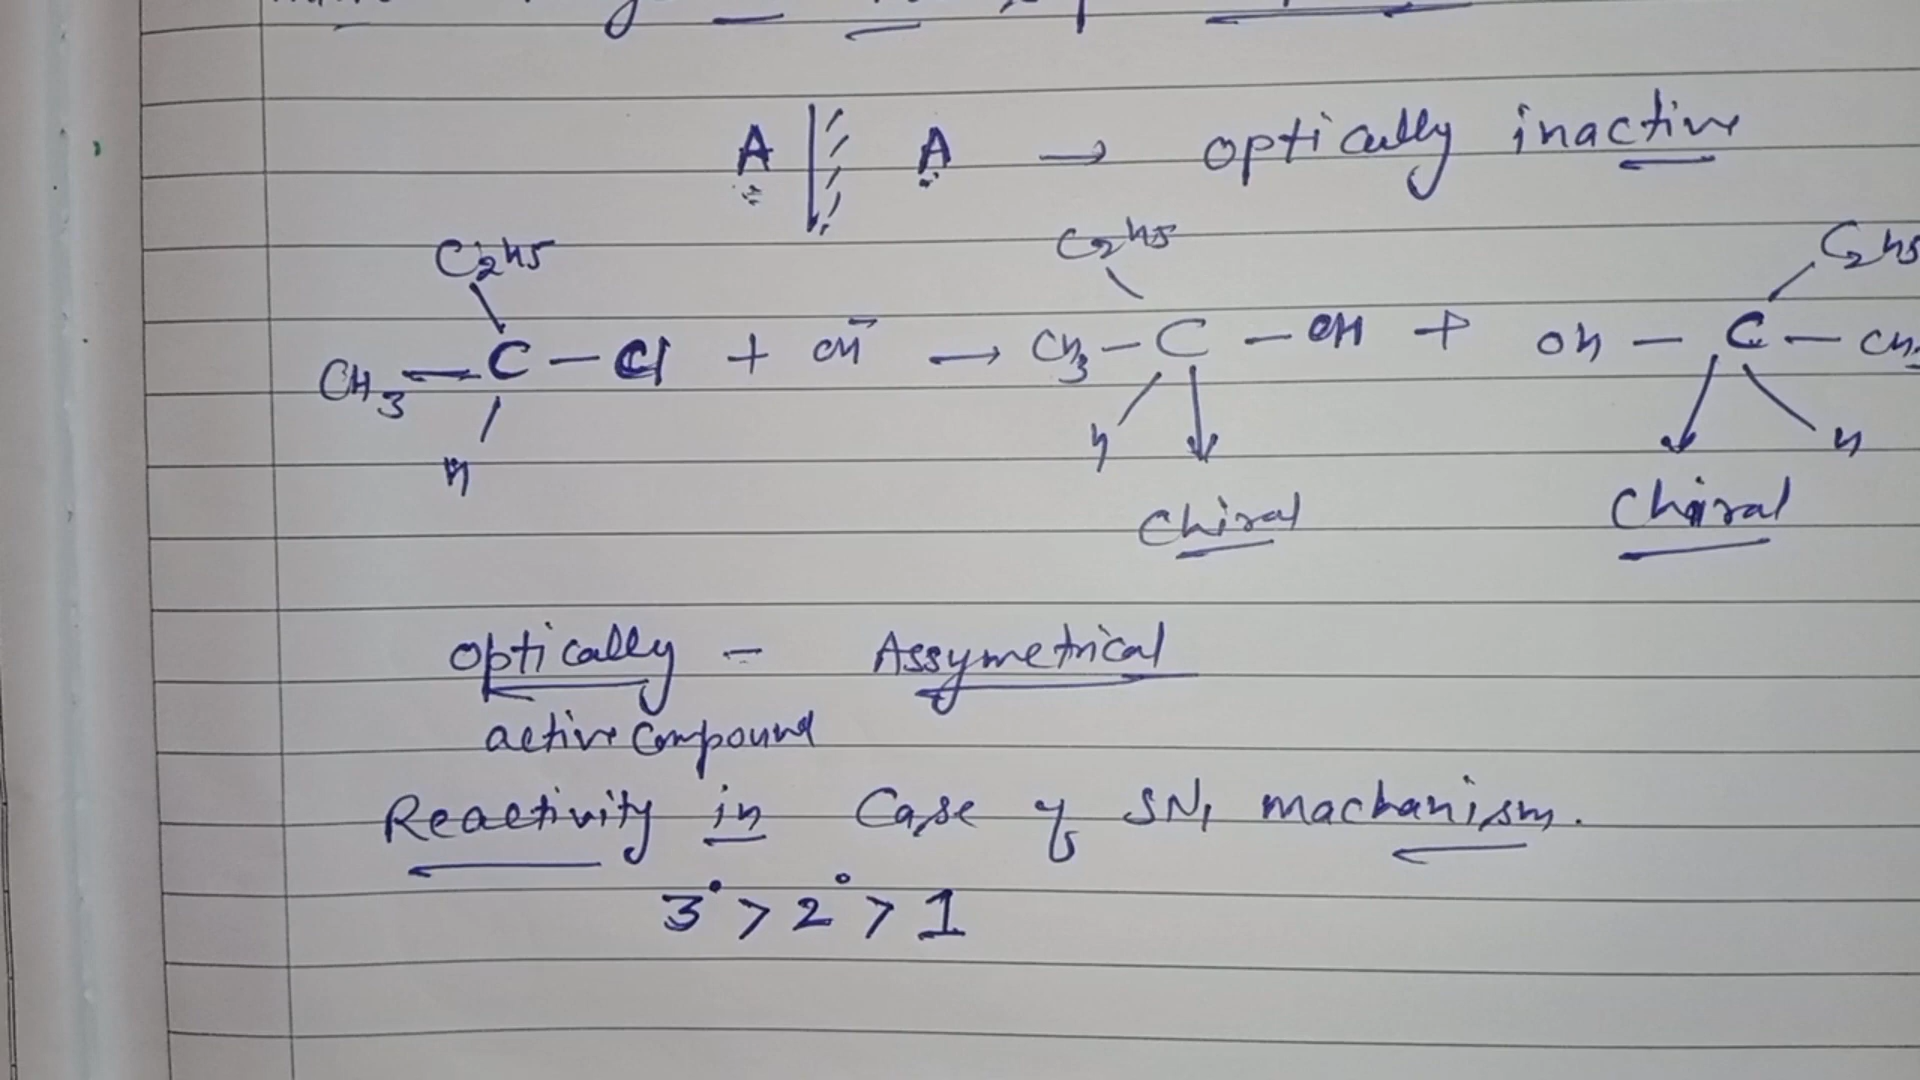 A | A → optically inactive
C2H5 C2H5 C2H5
CH3 — C — Cl + OH⁻ → CH3 — C — OH + OH — C — CH3
H H H
Chiral Chiral
Optically — Assymetrical
active Compound
Reactivity in Case of SN1 machanism.
3° > 2° > 1